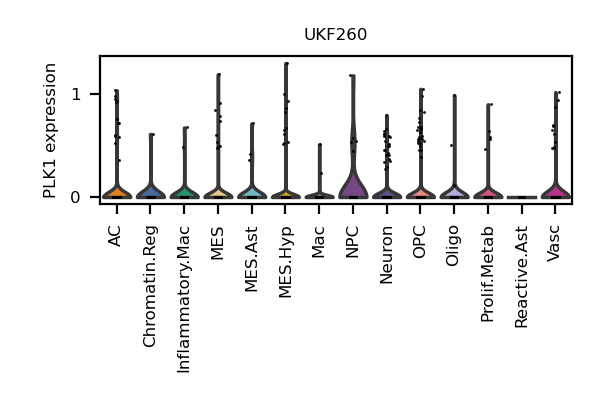 UKF260
PLK1 expression
1
0
AC
Chromatin.Reg
Inflammatory.Mac
MES
MES.Ast
MES.Hyp
Mac
NPC
Neuron
OPC
Oligo
Prolif.Metab
Reactive.Ast
Vasc